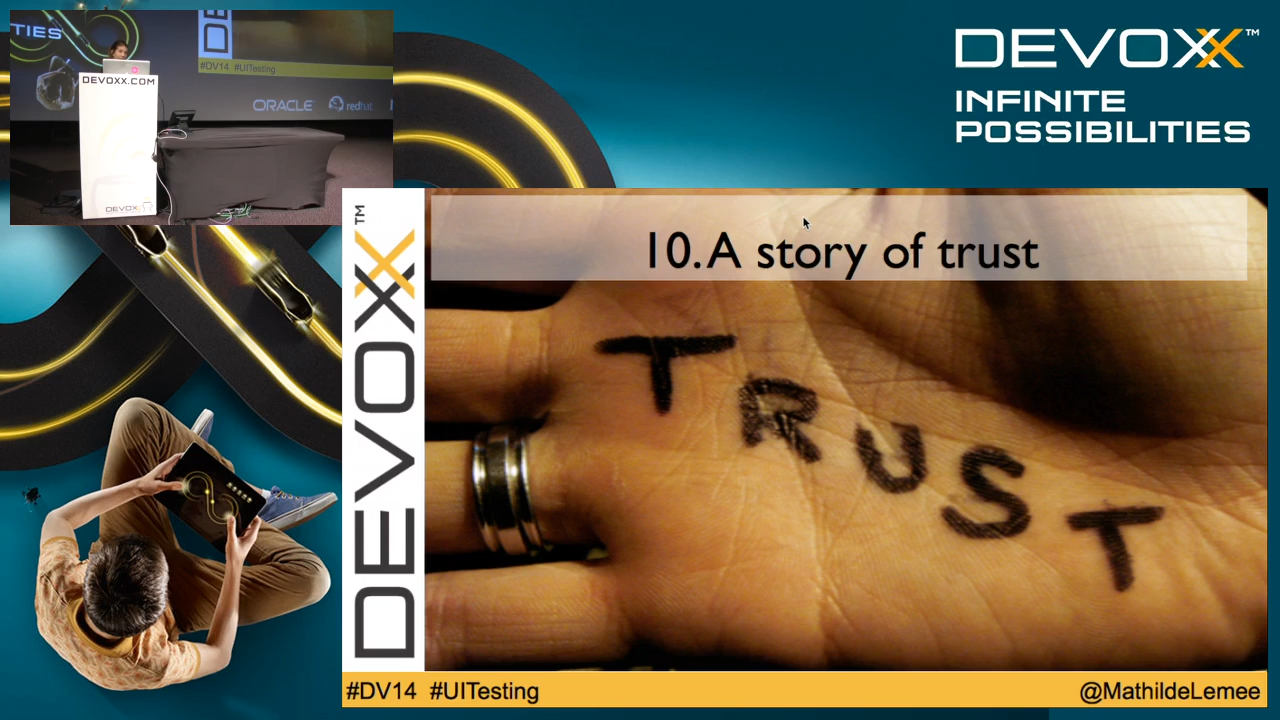 TIES
#DV14 #UITesting
DEVOXX.COM
ORACLE
redhat
DEVOXX
DEVOXX™
INFINITE
POSSIBILITIES
DEVOXX™
10. A story of trust
TRUST
#DV14 #UITesting
@MathildeLemee